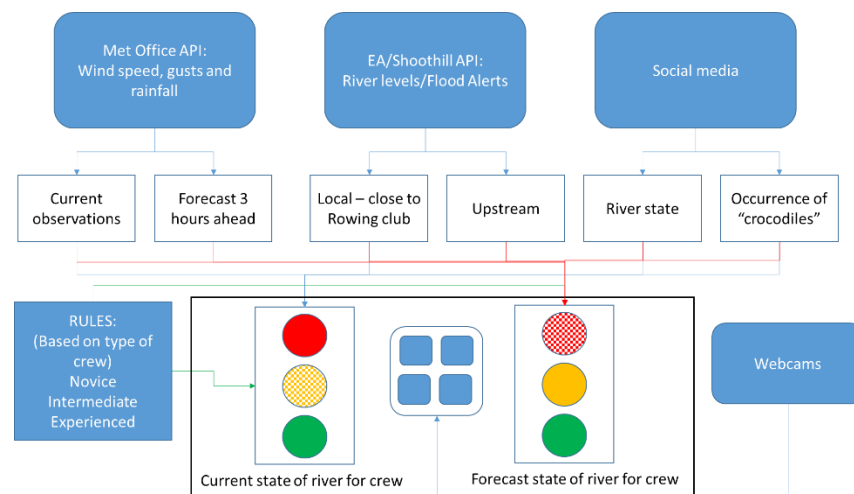 Met Office API:
Wind speed, gusts and
rainfall
EA/Shoothill API:
River levels/Flood Alerts
Social media
Current
observations
Forecast 3
hours ahead
Local – close to
Rowing club
Upstream
River state
Occurrence of
“crocodiles”
RULES:
(Based on type of
crew)
Novice
Intermediate
Experienced
Webcams
Current state of river for crew
Forecast state of river for crew